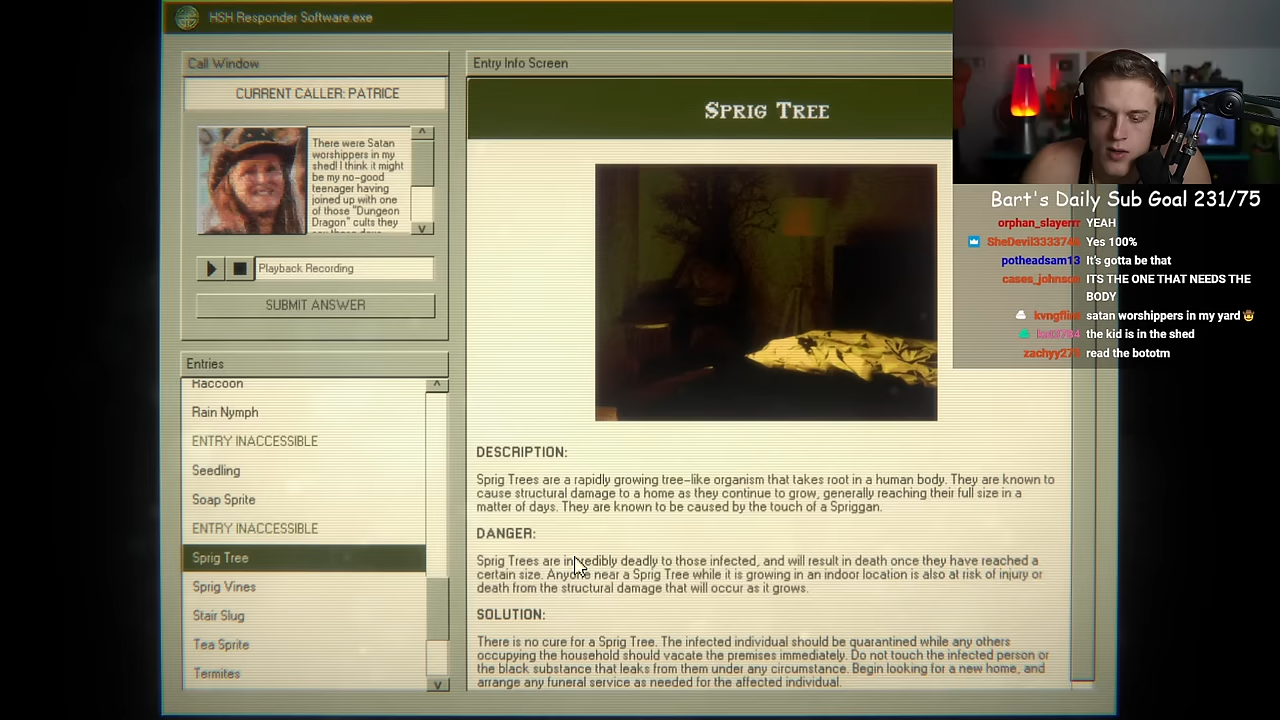 HSH Responder Software.exe
Call Window
CURRENT CALLER: PATRICE
There were Satan
worshippers in my
shed! I think it might
be my no-good
teenager having
joined up with one
of those "Dungeon
Dragon" cults they
Playback Recording
SUBMIT ANSWER
Entries
Raccoon
Rain Nymph
ENTRY INACCESSIBLE
Seedling
Soap Sprite
ENTRY INACCESSIBLE
Sprig Tree
Sprig Vines
Stair Slug
Tea Sprite
Termites
Entry Info Screen
SPRIG TREE
DESCRIPTION:
Sprig Trees are a rapidly growing tree-like organism that takes root in a human body. They are known to
cause structural damage to a home as they continue to grow, generally reaching their full size in a
matter of days. They are known to be caused by the touch of a Spriggan.
DANGER:
Sprig Trees are incredibly deadly to those infected, and will result in death once they have reached a
certain size. Anyone near a Sprig Tree while it is growing in an indoor location is also at risk of injury or
death from the structural damage that will occur as it grows.
SOLUTION:
There is no cure for a Sprig Tree. The infected individual should be quarantined while any others
occupying the household should vacate the premises immediately. Do not touch the infected person or
the black substance that leaks from them under any circumstance. Begin looking for a new home, and
arrange any funeral service as needed for the affected individual.
Bart's Daily Sub Goal 231/75
orphan_slayerrr YEAH
Yes 100%
potheadsam13 It's gotta be that
cases_johnson ITS THE ONE THAT NEEDS THE
BODY
satan worshippers in my yard 🤠
the kid is in the shed
read the bototm